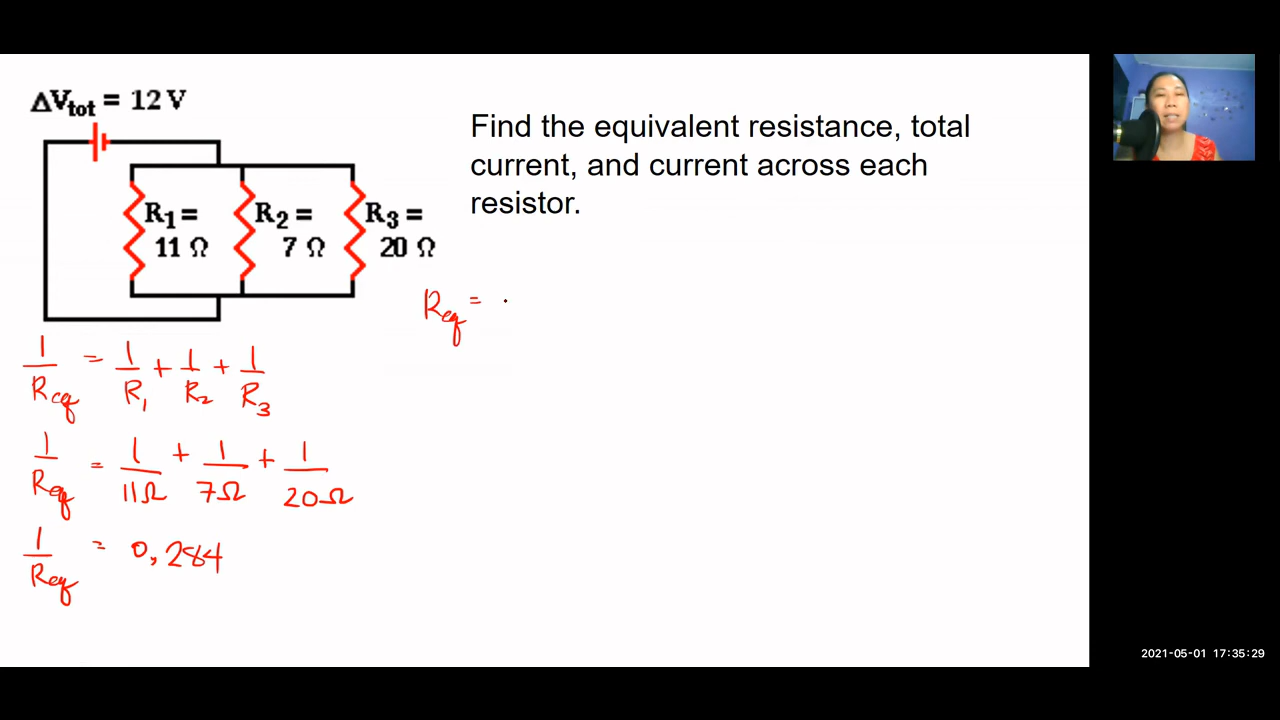 ΔVtot = 12 V
R1 =
11 Ω
R2 =
7 Ω
R3 =
20 Ω
Find the equivalent resistance, total
current, and current across each
resistor.
Req = .
1/Req = 1/R1 + 1/R2 + 1/R3
1/Req = 1/11Ω + 1/7Ω + 1/20Ω
1/Req = 0,284
2021-05-01 17:35:29